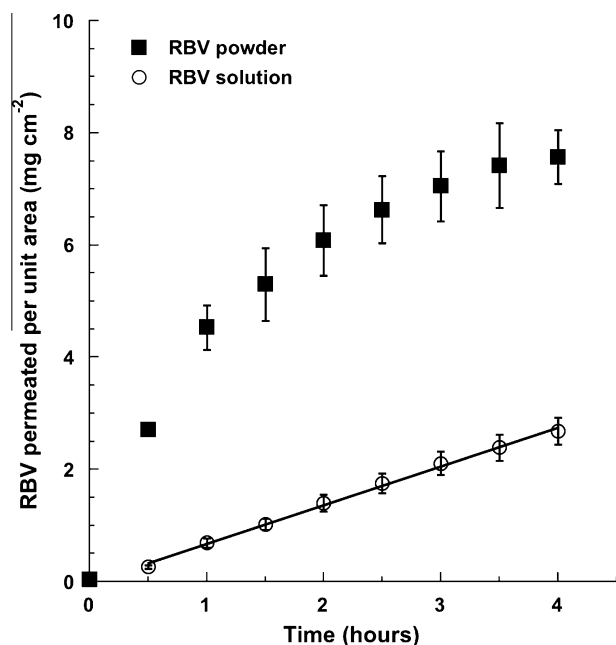 10
8
6
4
2
0
RBV powder
RBV solution
RBV permeated per unit area (mg cm⁻²)
0 1 2 3 4
Time (hours)